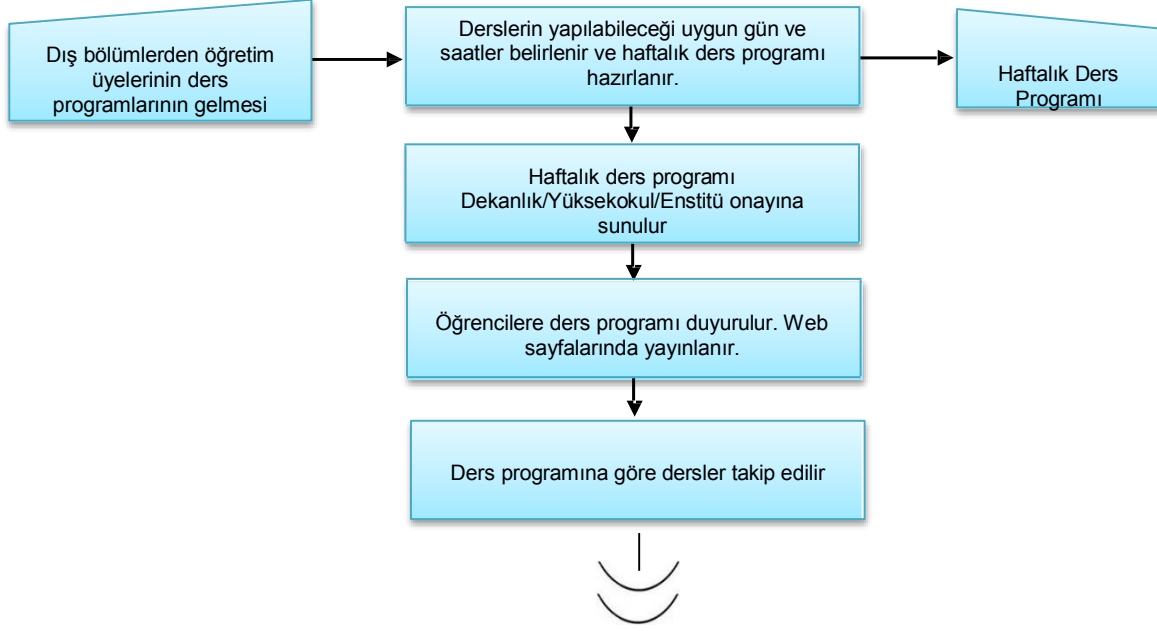 Dış bölümlerden öğretim
üyelerinin ders
programlarının gelmesi
Derslerin yapılabileceği uygun gün ve
saatler belirlenir ve haftalık ders programı
hazırlanır.
Haftalık Ders
Programı
Haftalık ders programı
Dekanlık/Yüksekokul/Enstitü onayına
sunulur
Öğrencilere ders programı duyurulur. Web
sayfalarında yayınlanır.
Ders programına göre dersler takip edilir